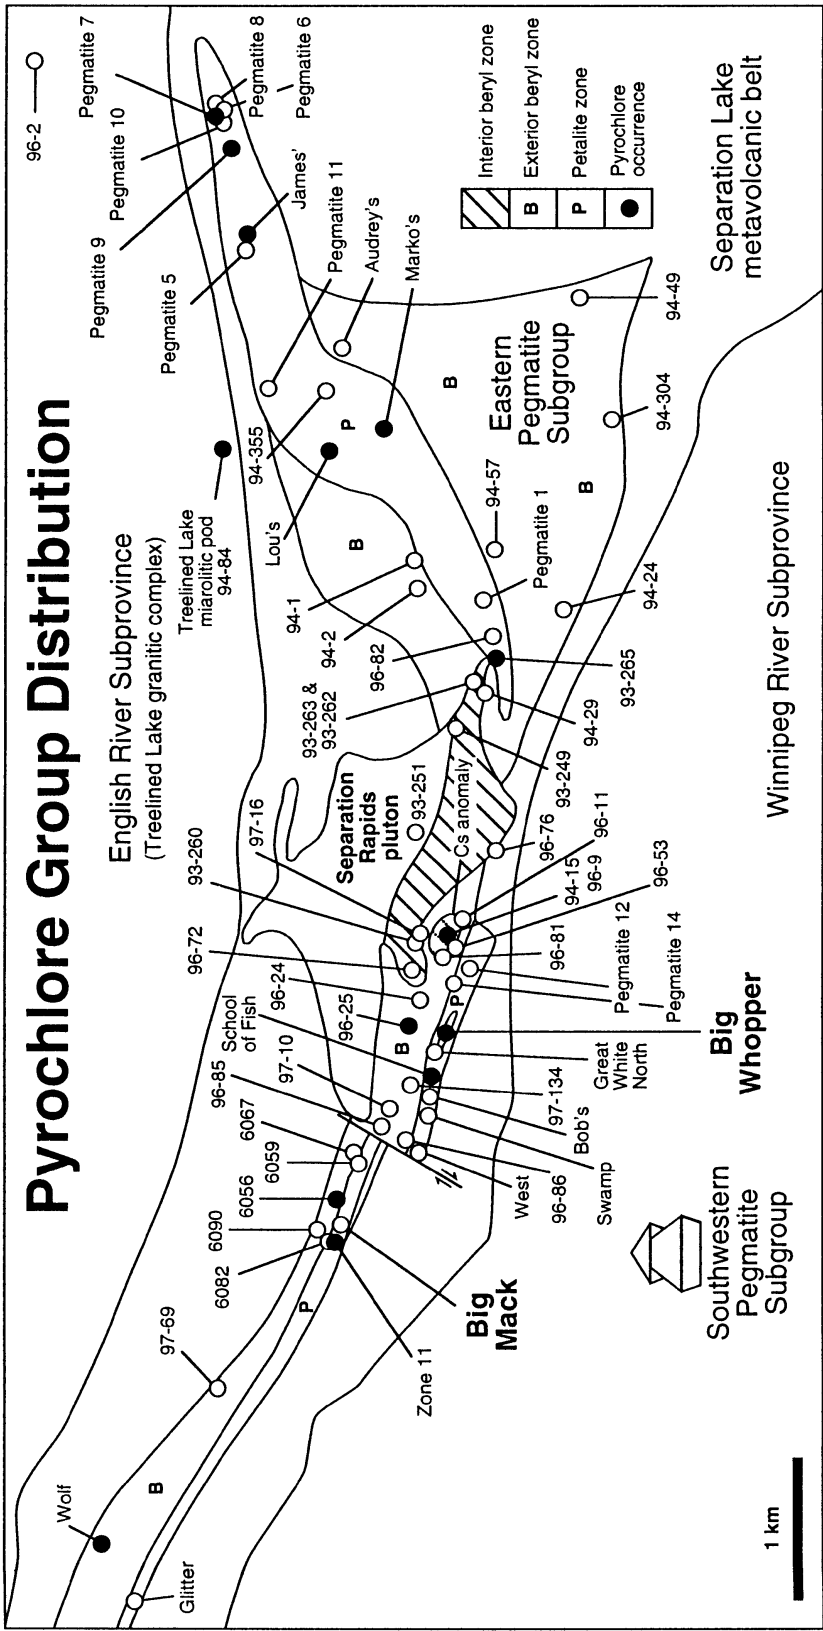 Pyrochlore Group Distribution
96-2
Pegmatite 7
Pegmatite 8
Pegmatite 6
Pegmatite 10
Pegmatite 9
Pegmatite 5
James'
Pegmatite 11
Audrey's
Marko's
English River Subprovince
(Treelined Lake granitic complex)
Treelined Lake
miarolitic pod
94-84
94-355
Lou's
P
B
94-1
94-2
96-82
93-263 &
93-262
B
Eastern
Pegmatite
Subgroup
94-57
Pegmatite 1
B
94-49
94-304
94-24
93-265
94-29
93-249
Separation
Rapids
pluton
93-251
Cs anomaly
97-16
93-260
96-72
96-24
School
of Fish
96-25
B
97-10
96-85
6067
6059
6056
6090
6082
P
97-69
Wolf
B
Glitter
96-76
96-11
94-15
96-9
96-53
96-81
Pegmatite 12
Pegmatite 14
P
Big
Whopper
Great
White
North
97-134
Bob's
Swamp
96-86
West
Big
Mack
Zone 11
Interior beryl zone
B
Exterior beryl zone
P
Petalite zone
Pyrochlore
occurrence
Separation Lake
metavolcanic belt
Winnipeg River Subprovince
Southwestern
Pegmatite
Subgroup
1 km